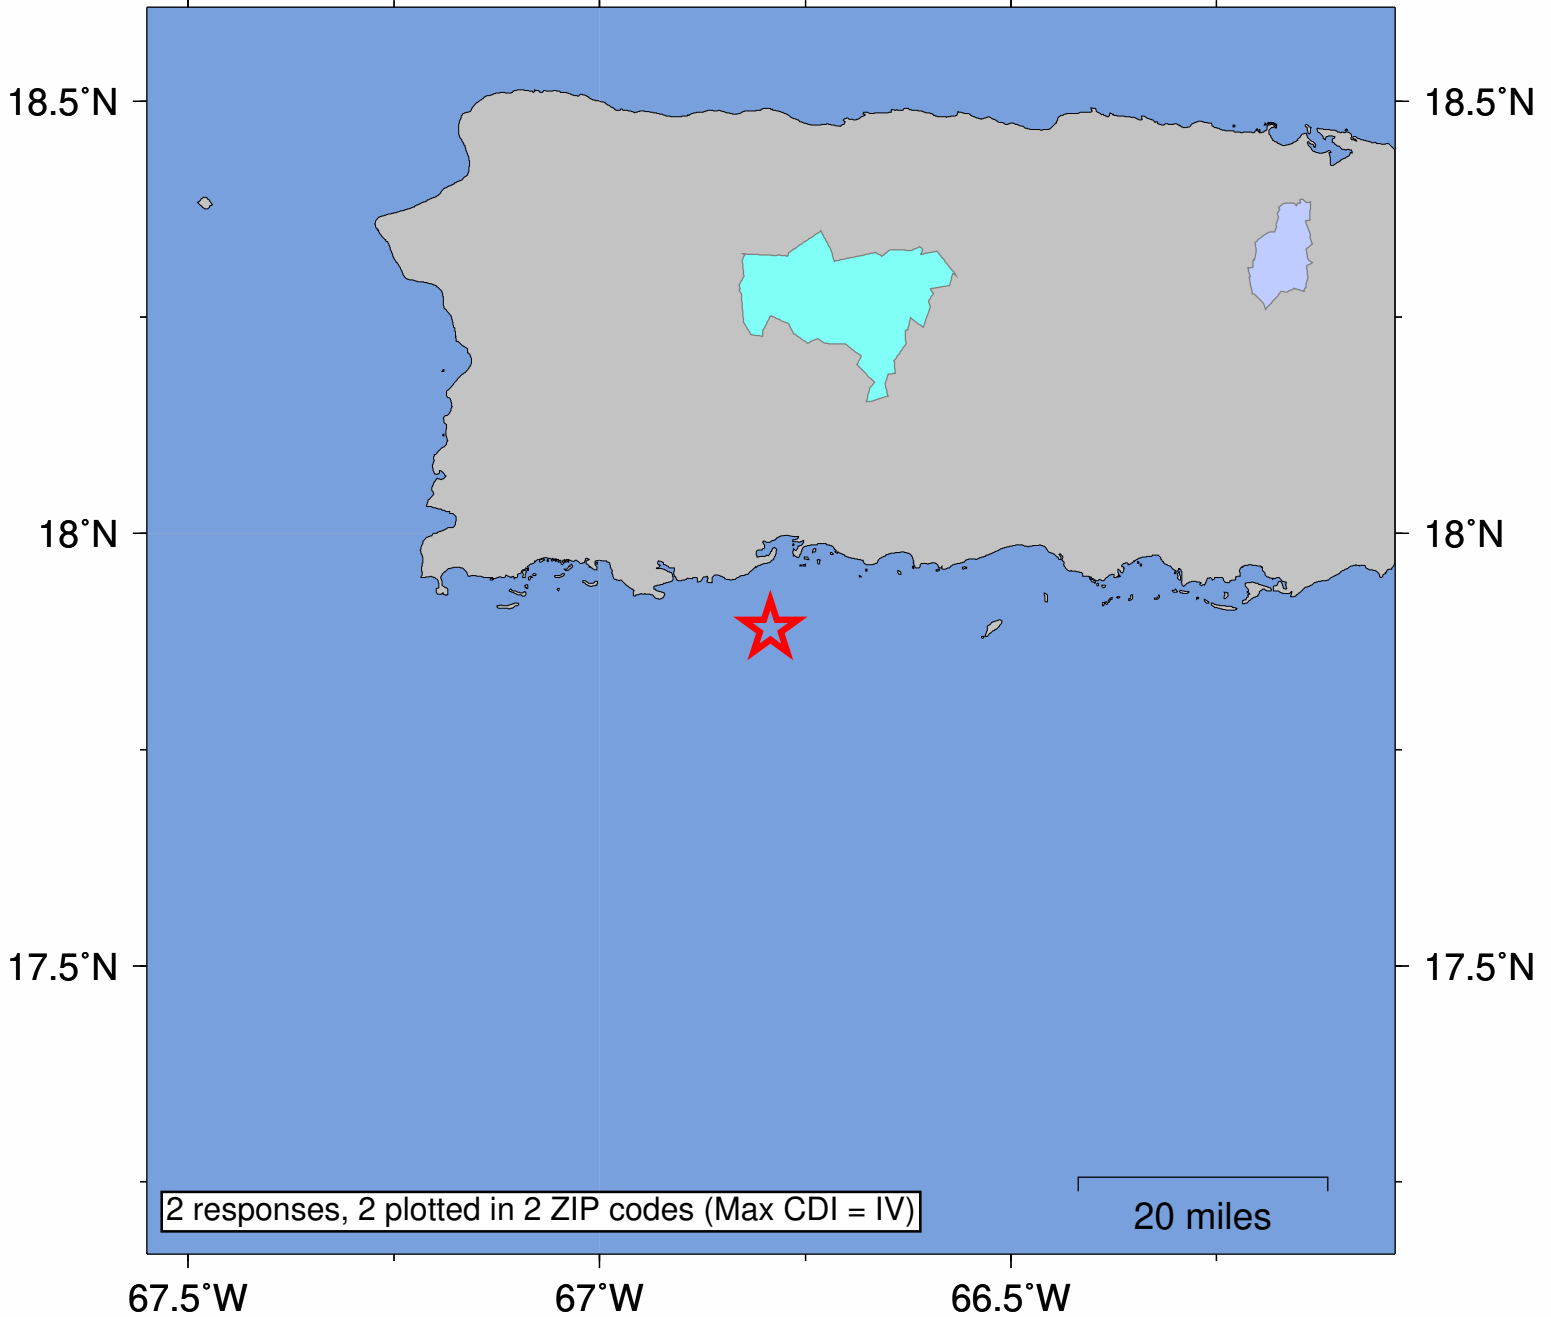 18.5˚N 18.5˚N
18˚N 18˚N
17.5˚N 17.5˚N
2 responses, 2 plotted in 2 ZIP codes (Max CDI = IV)
20 miles
67.5˚W 67˚W 66.5˚W